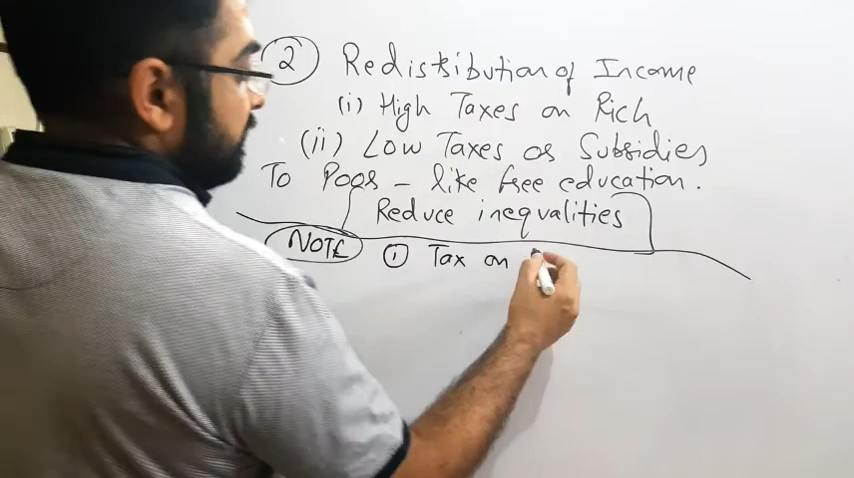 2 Redistribution of Income
(i) High Taxes on Rich
(ii) Low Taxes or Subsidies
To Poor - like free education.
Reduce inequalities
NOTE 1 Tax on